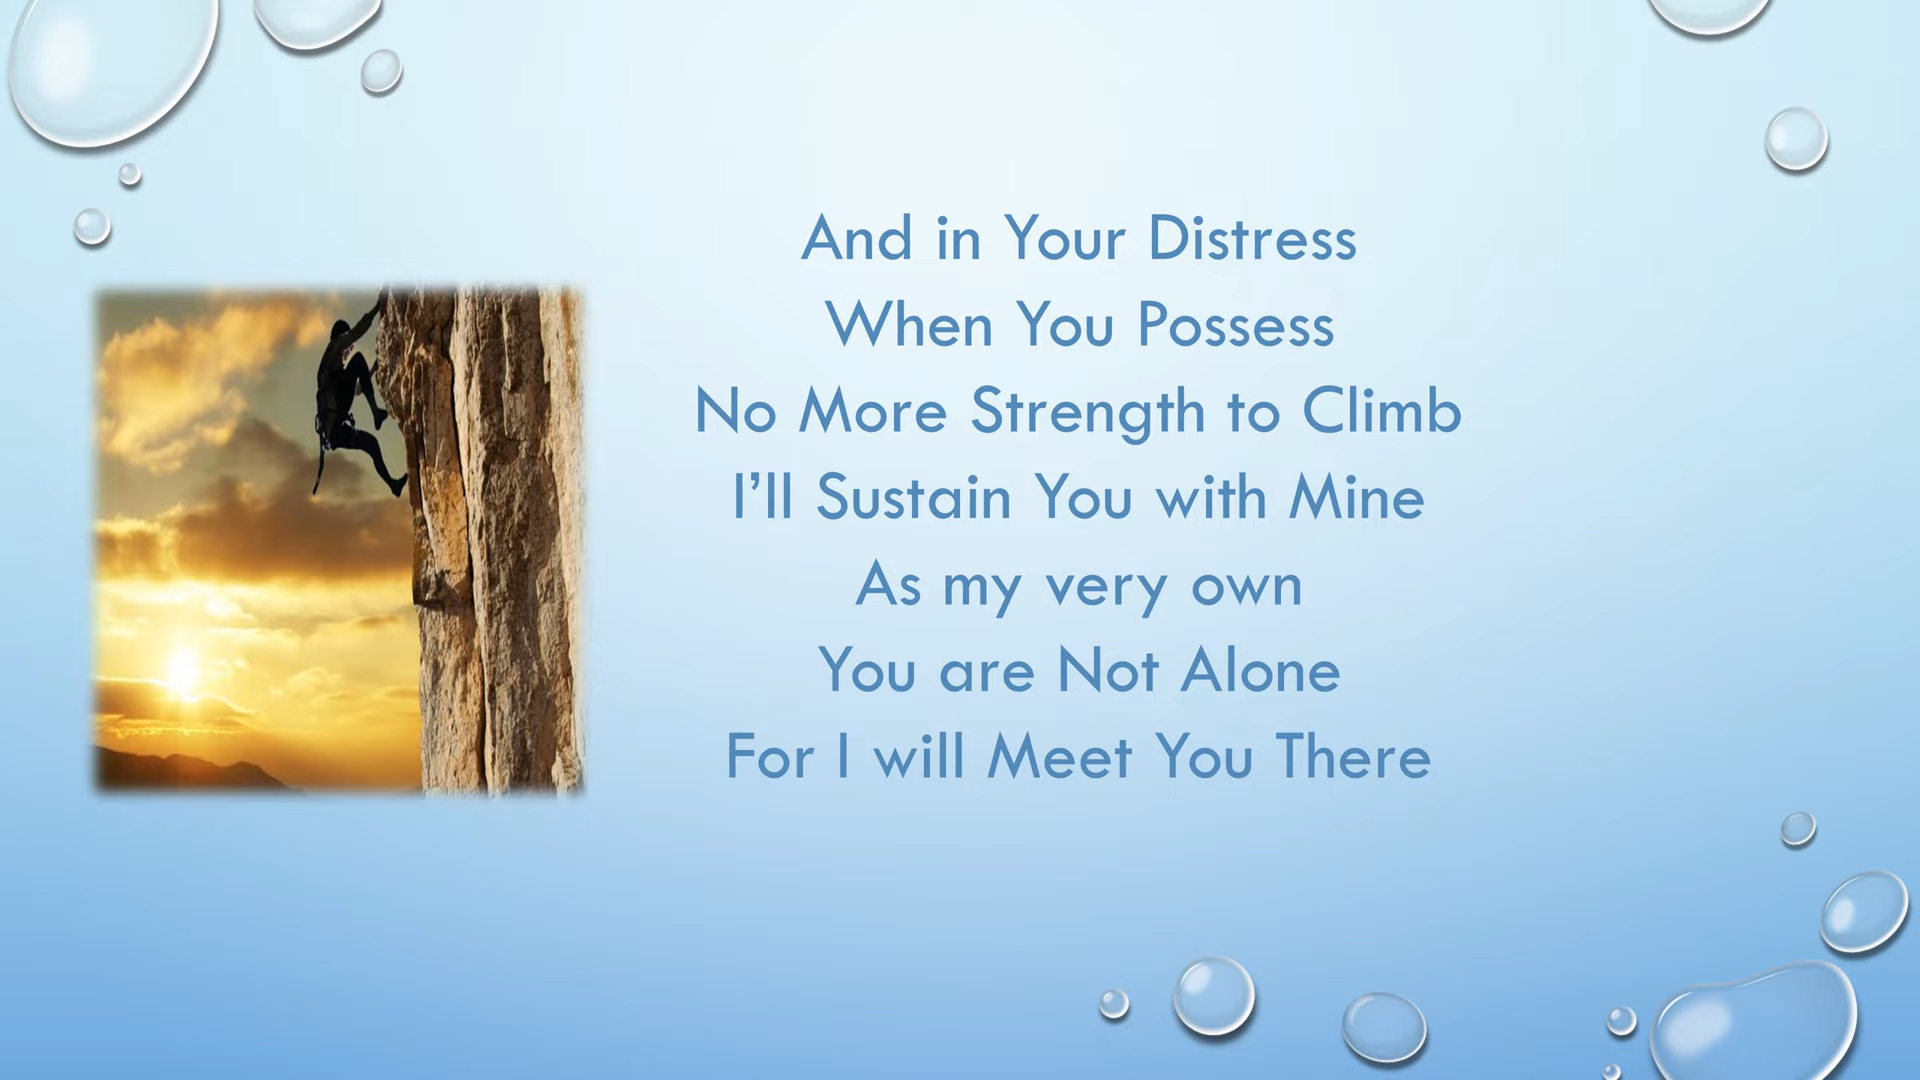 And in Your Distress
When You Possess
No More Strength to Climb
I’ll Sustain You with Mine
As my very own
You are Not Alone
For I will Meet You There